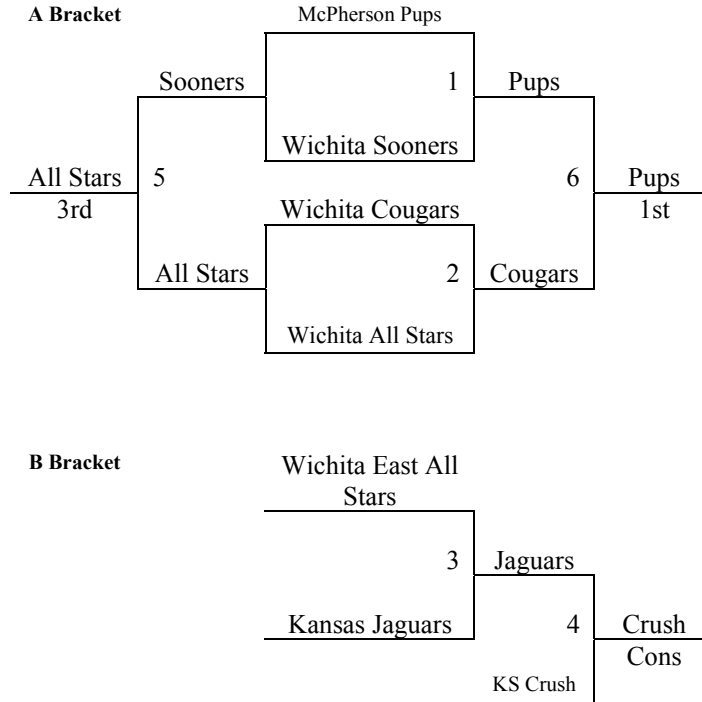 A Bracket
McPherson Pups
Sooners
1
Pups
Wichita Sooners
All Stars
5
6
Pups
3rd
Wichita Cougars
1st
All Stars
2
Cougars
Wichita All Stars
B Bracket
Wichita East All
Stars
3
Jaguars
Kansas Jaguars
4
Crush
Cons
KS Crush